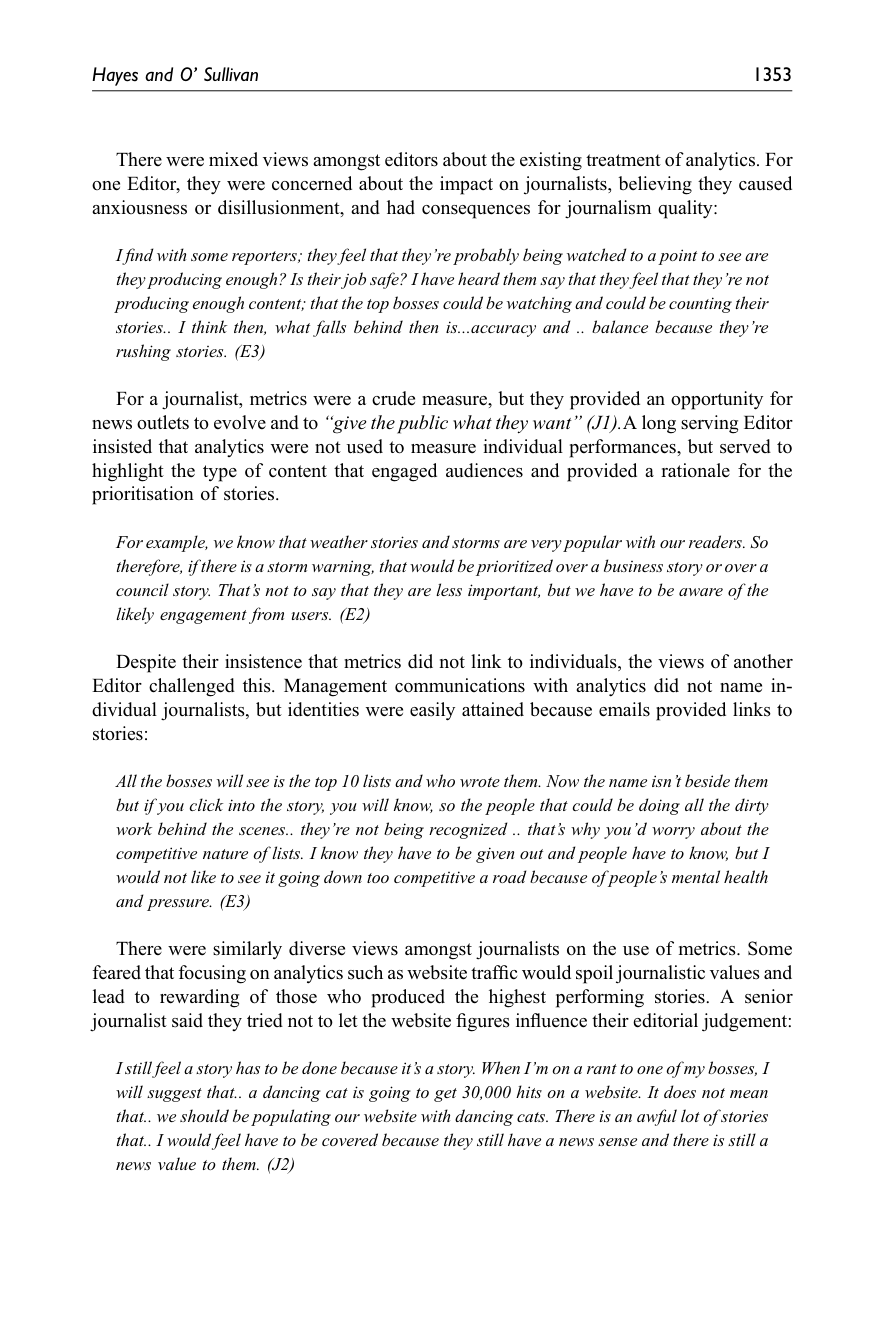 Hayes and O’ Sullivan 1353
There were mixed views amongst editors about the existing treatment of analytics. For
one Editor, they were concerned about the impact on journalists, believing they caused
anxiousness or disillusionment, and had consequences for journalism quality:
I find with some reporters; they feel that they’re probably being watched to a point to see are
they producing enough? Is their job safe? I have heard them say that they feel that they’re not
producing enough content; that the top bosses could be watching and could be counting their
stories.. I think then, what falls behind then is...accuracy and .. balance because they’re
rushing stories. (E3)
For a journalist, metrics were a crude measure, but they provided an opportunity for
news outlets to evolve and to “give the public what they want” (J1).A long serving Editor
insisted that analytics were not used to measure individual performances, but served to
highlight the type of content that engaged audiences and provided a rationale for the
prioritisation of stories.
For example, we know that weather stories and storms are very popular with our readers. So
therefore, if there is a storm warning, that would be prioritized over a business story or over a
council story. That’s not to say that they are less important, but we have to be aware of the
likely engagement from users. (E2)
Despite their insistence that metrics did not link to individuals, the views of another
Editor challenged this. Management communications with analytics did not name in-
dividual journalists, but identities were easily attained because emails provided links to
stories:
All the bosses will see is the top 10 lists and who wrote them. Now the name isn’t beside them
but if you click into the story, you will know, so the people that could be doing all the dirty
work behind the scenes.. they’re not being recognized .. that’s why you’d worry about the
competitive nature of lists. I know they have to be given out and people have to know, but I
would not like to see it going down too competitive a road because of people’s mental health
and pressure. (E3)
There were similarly diverse views amongst journalists on the use of metrics. Some
feared that focusing on analytics such as website traffic would spoil journalistic values and
lead to rewarding of those who produced the highest performing stories. A senior
journalist said they tried not to let the website figures influence their editorial judgement:
I still feel a story has to be done because it’s a story. When I’m on a rant to one of my bosses, I
will suggest that.. a dancing cat is going to get 30,000 hits on a website. It does not mean
that.. we should be populating our website with dancing cats. There is an awful lot of stories
that.. I would feel have to be covered because they still have a news sense and there is still a
news value to them. (J2)